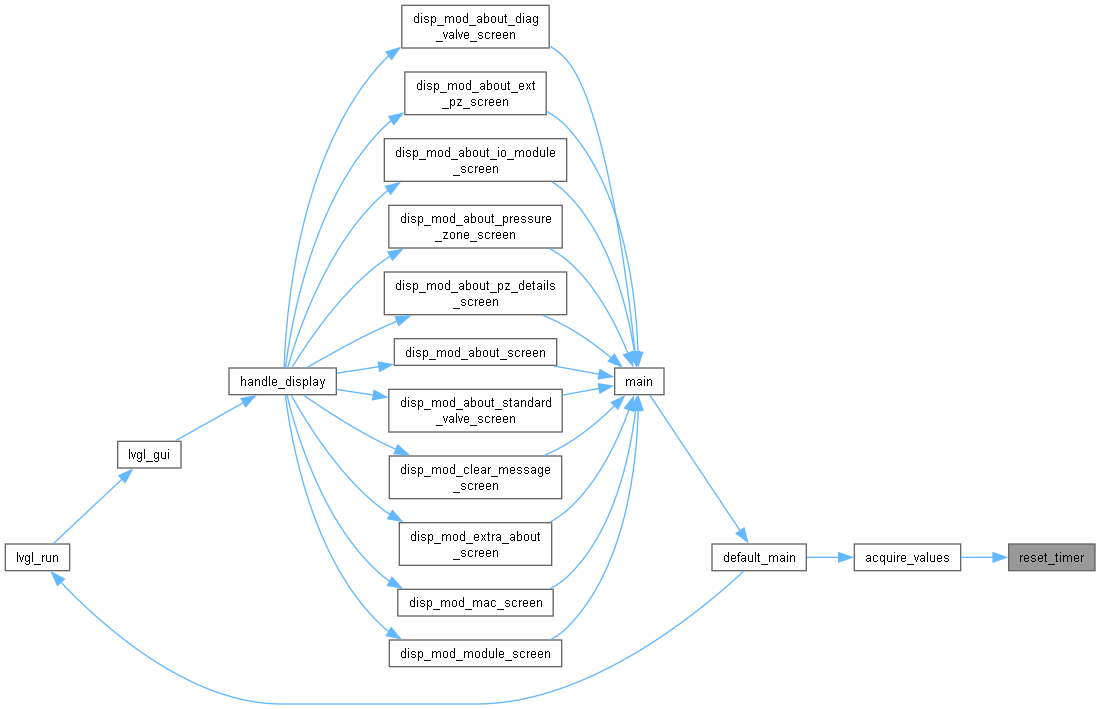 disp_mod_about_diag
_valve_screen
disp_mod_about_ext
_pz_screen
disp_mod_about_io_module
_screen
disp_mod_about_pressure
_zone_screen
disp_mod_about_pz_details
_screen
disp_mod_about_screen
handle_display
main
disp_mod_about_standard
_valve_screen
lvgl_gui
disp_mod_clear_message
_screen
disp_mod_extra_about
_screen
lvgl_run
default_main
acquire_values
reset_timer
disp_mod_mac_screen
disp_mod_module_screen